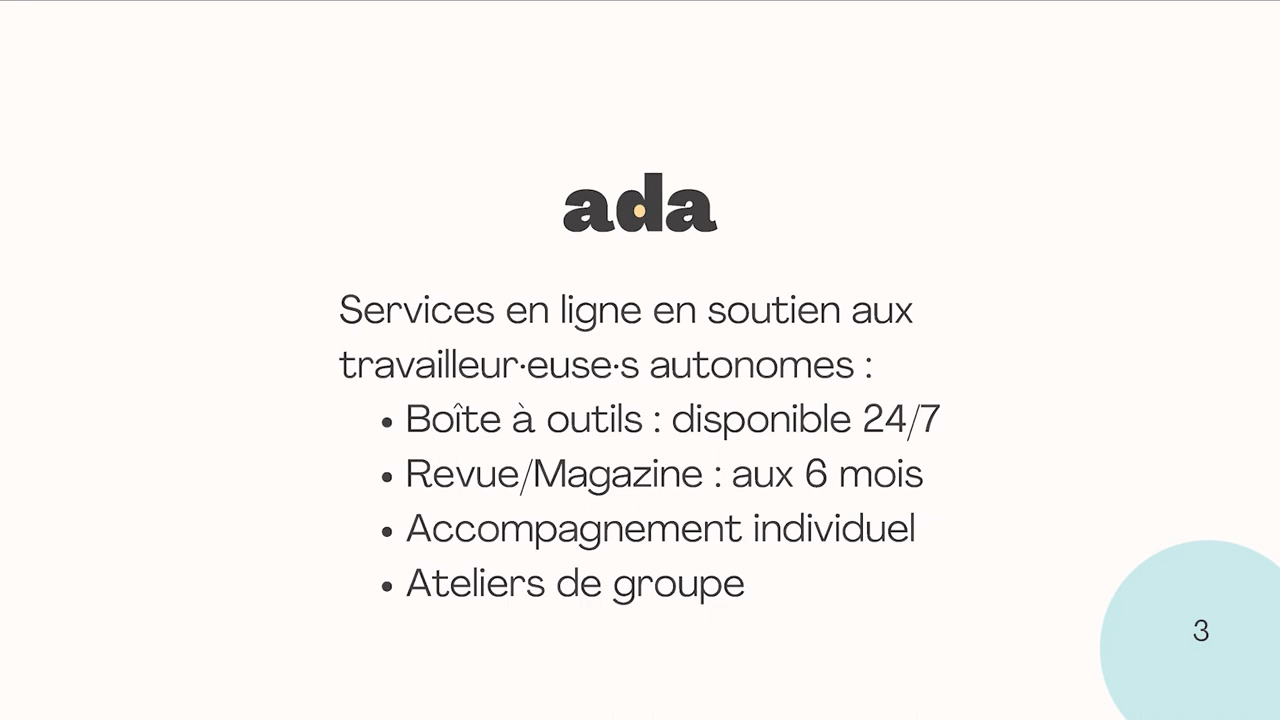 ada
Services en ligne en soutien aux
travailleur·euse·s autonomes :
• Boîte à outils : disponible 24/7
• Revue/Magazine : aux 6 mois
• Accompagnement individuel
• Ateliers de groupe
3